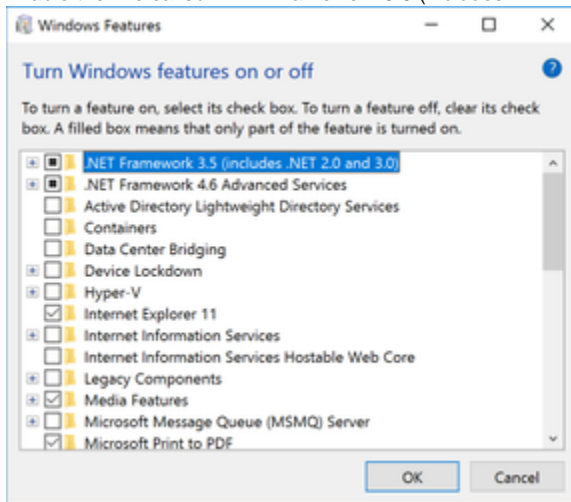 Windows Features
Turn Windows features on or off
To turn a feature on, select its check box. To turn a feature off, clear its check
box. A filled box means that only part of the feature is turned on.
.NET Framework 3.5 (includes .NET 2.0 and 3.0)
.NET Framework 4.6 Advanced Services
Active Directory Lightweight Directory Services
Containers
Data Center Bridging
Device Lockdown
Hyper-V
Internet Explorer 11
Internet Information Services
Internet Information Services Hostable Web Core
Legacy Components
Media Features
Microsoft Message Queue (MSMQ) Server
Microsoft Print to PDF
OK Cancel